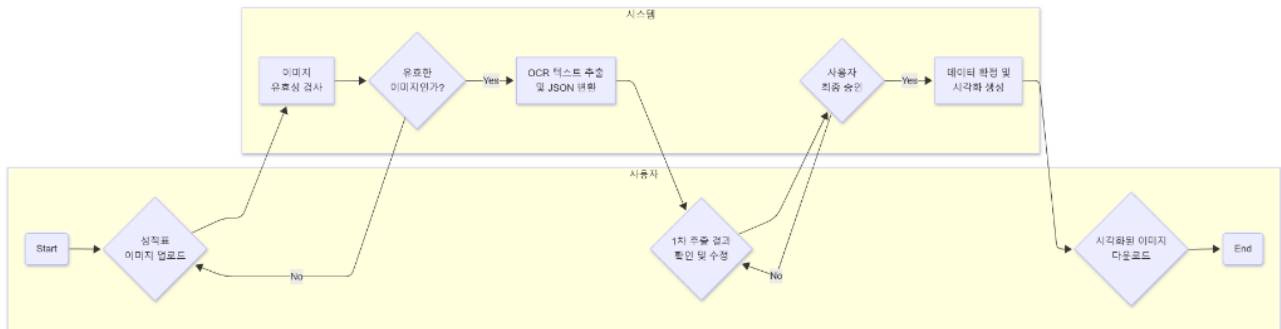 시스템
이미지
유효성 검사
유효한
이미지인가?
Yes
OCR 텍스트 추출
및 JSON 변환
사용자
최종 승인
Yes
데이터 확정 및
시각화 생성
사용자
Start
성적표
이미지 업로드
No
1차 추출 결과
확인 및 수정
No
시각화된 이미지
다운로드
End